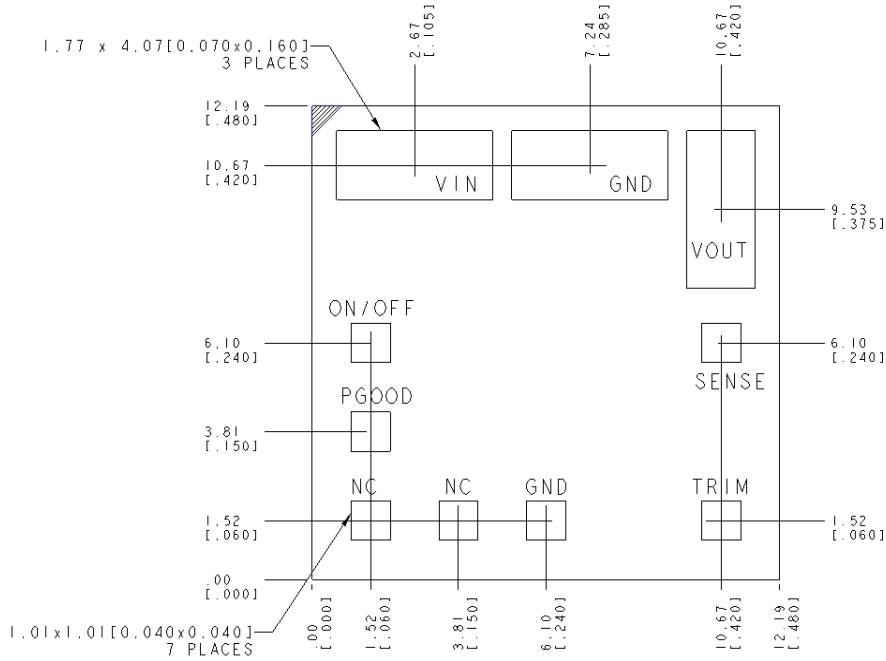 2.67
[.105]
7.24
[.285]
10.67
[.420]
1.77 x 4.07[0.070x0.160]
3 PLACES
12.19
[.480]
10.67
[.420]
VIN
GND
9.53
[.375]
VOUT
ON/OFF
6.10
[.240]
6.10
[.240]
SENSE
PGOOD
3.81
[.150]
NC
NC
GND
TRIM
1.52
[.060]
1.52
[.060]
.00
[.000]
1.01x1.01[0.040x0.040]
7 PLACES
.00
[.000]
1.52
[.060]
3.81
[.150]
6.10
[.240]
10.67
[.420]
12.19
[.480]